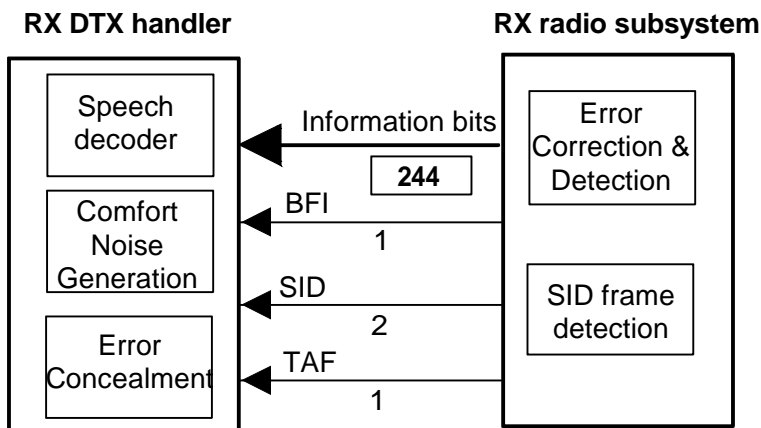 RX DTX handler
RX radio subsystem
Speech
decoder
Information bits
Error
Correction &
Detection
244
Comfort
Noise
Generation
BFI
1
SID
2
SID frame
detection
Error
Concealment
TAF
1